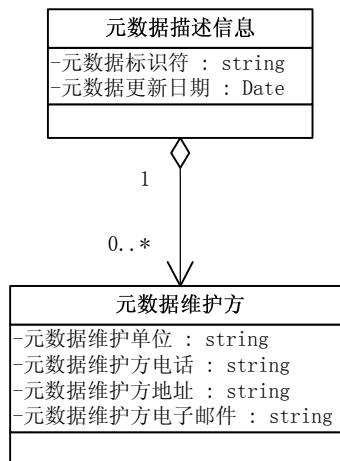 元数据描述信息
-元数据标识符 : string
-元数据更新日期 : Date
1
0..*
元数据维护方
-元数据维护单位 : string
-元数据维护方电话 : string
-元数据维护方地址 : string
-元数据维护方电子邮件 : string